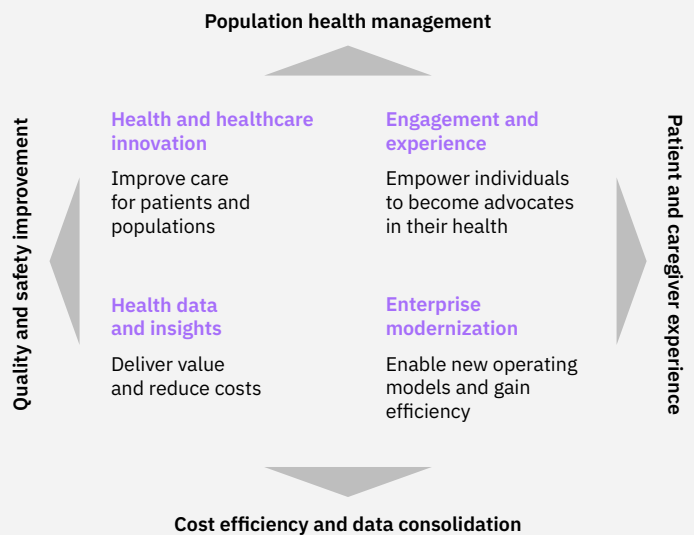 Population health management
Quality and safety improvement
Health and healthcare
innovation
Improve care
for patients and
populations
Engagement and
experience
Empower individuals
to become advocates
in their health
Patient and caregiver experience
Health data
and insights
Deliver value
and reduce costs
Enterprise
modernization
Enable new operating
models and gain
efficiency
Cost efficiency and data consolidation